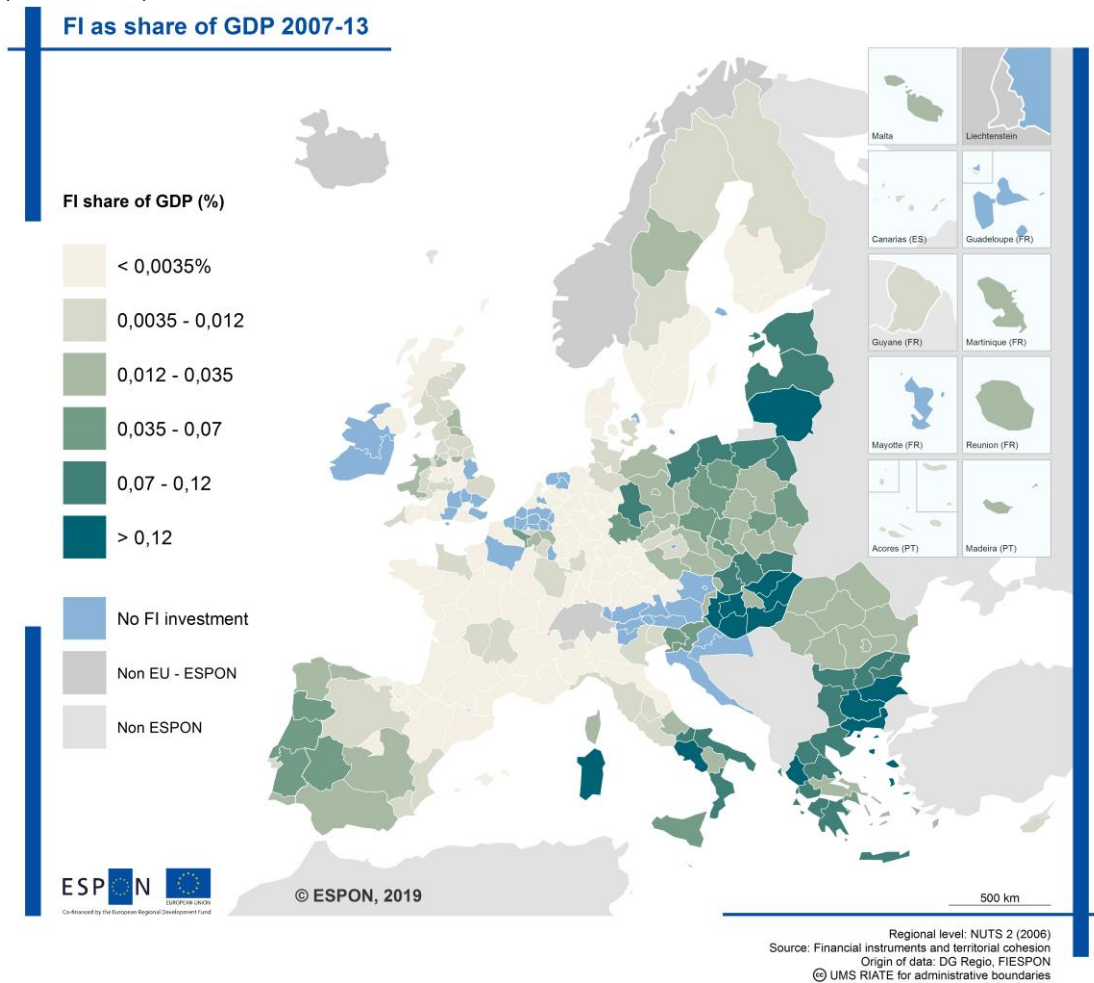 FI as share of GDP 2007-13
FI share of GDP (%)
< 0,0035%
0,0035 - 0,012
0,012 - 0,035
0,035 - 0,07
0,07 - 0,12
> 0,12
No FI investment
Non EU - ESPON
Non ESPON
Malta
Liechtenstein
Canarias (ES)
Guadeloupe (FR)
Guyane (FR)
Martinique (FR)
Mayotte (FR)
Reunion (FR)
Acores (PT)
Madeira (PT)
ESPON
EUROPEAN UNION
Co-financed by the European Regional Development Fund
© ESPON, 2019
500 km
Regional level: NUTS 2 (2006)
Source: Financial instruments and territorial cohesion
Origin of data: DG Regio, FIESPON
UMS RIATE for administrative boundaries